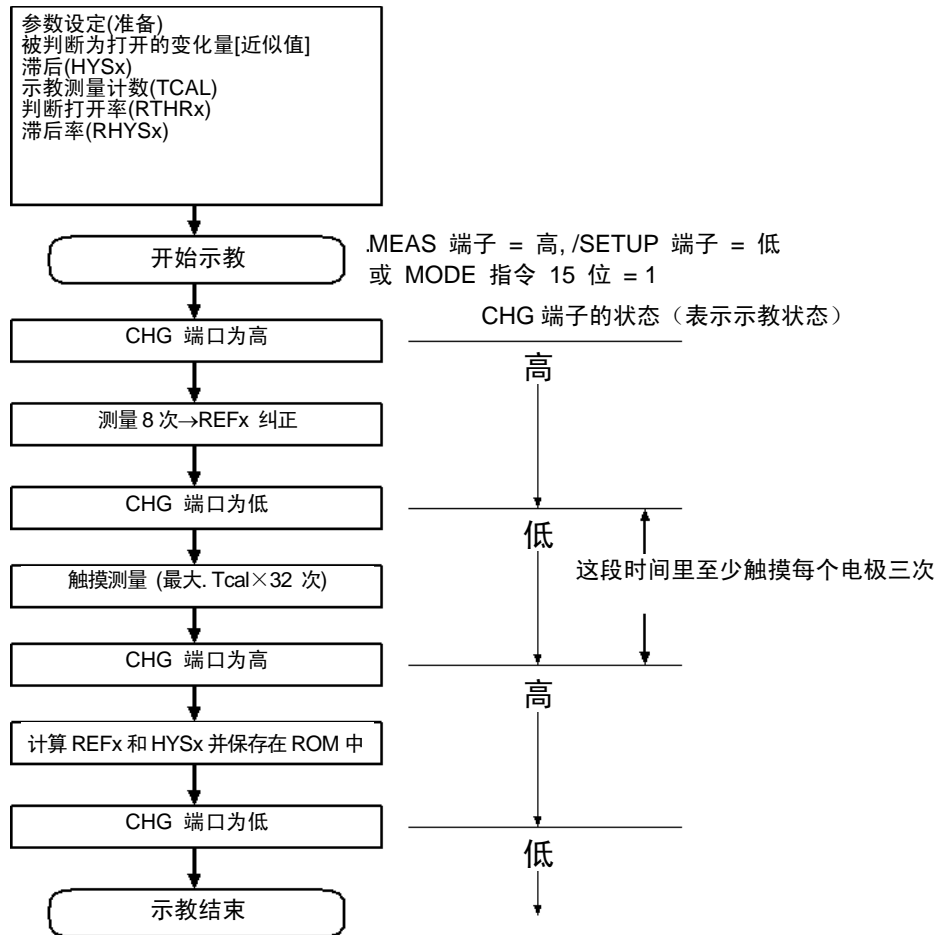 参数设定(准备)
被判断为打开的变化量[近似值]
滞后(HYSx)
示教测量计数(TCAL)
判断打开率(RTHRx)
滞后率(RHYSx)
开始示教
.MEAS 端子 = 高, /SETUP 端子 = 低
或 MODE 指令 15 位 = 1
CHG 端子的状态（表示示教状态）
CHG 端口为高
高
测量 8 次→REFx 纠正
CHG 端口为低
低
触摸测量 (最大. Tcal×32 次)
这段时间里至少触摸每个电极三次
CHG 端口为高
高
计算 REFx 和 HYSx 并保存在 ROM 中
CHG 端口为低
低
示教结束